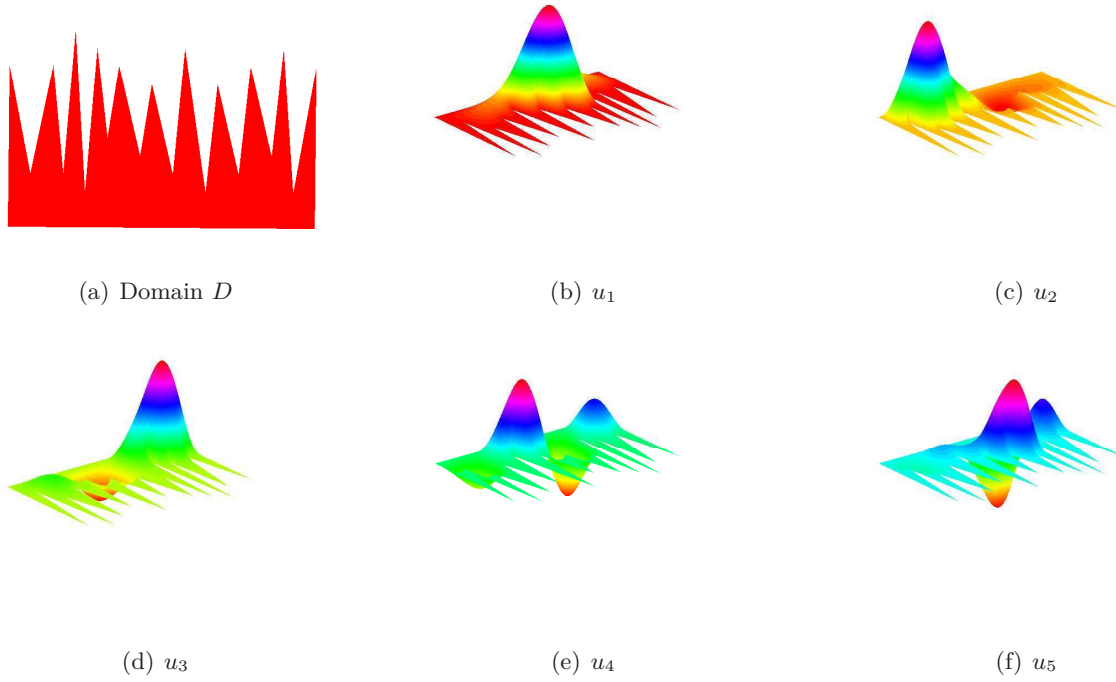 (a) Domain D
(b) u₁
(c) u₂
(d) u₃
(e) u₄
(f) u₅